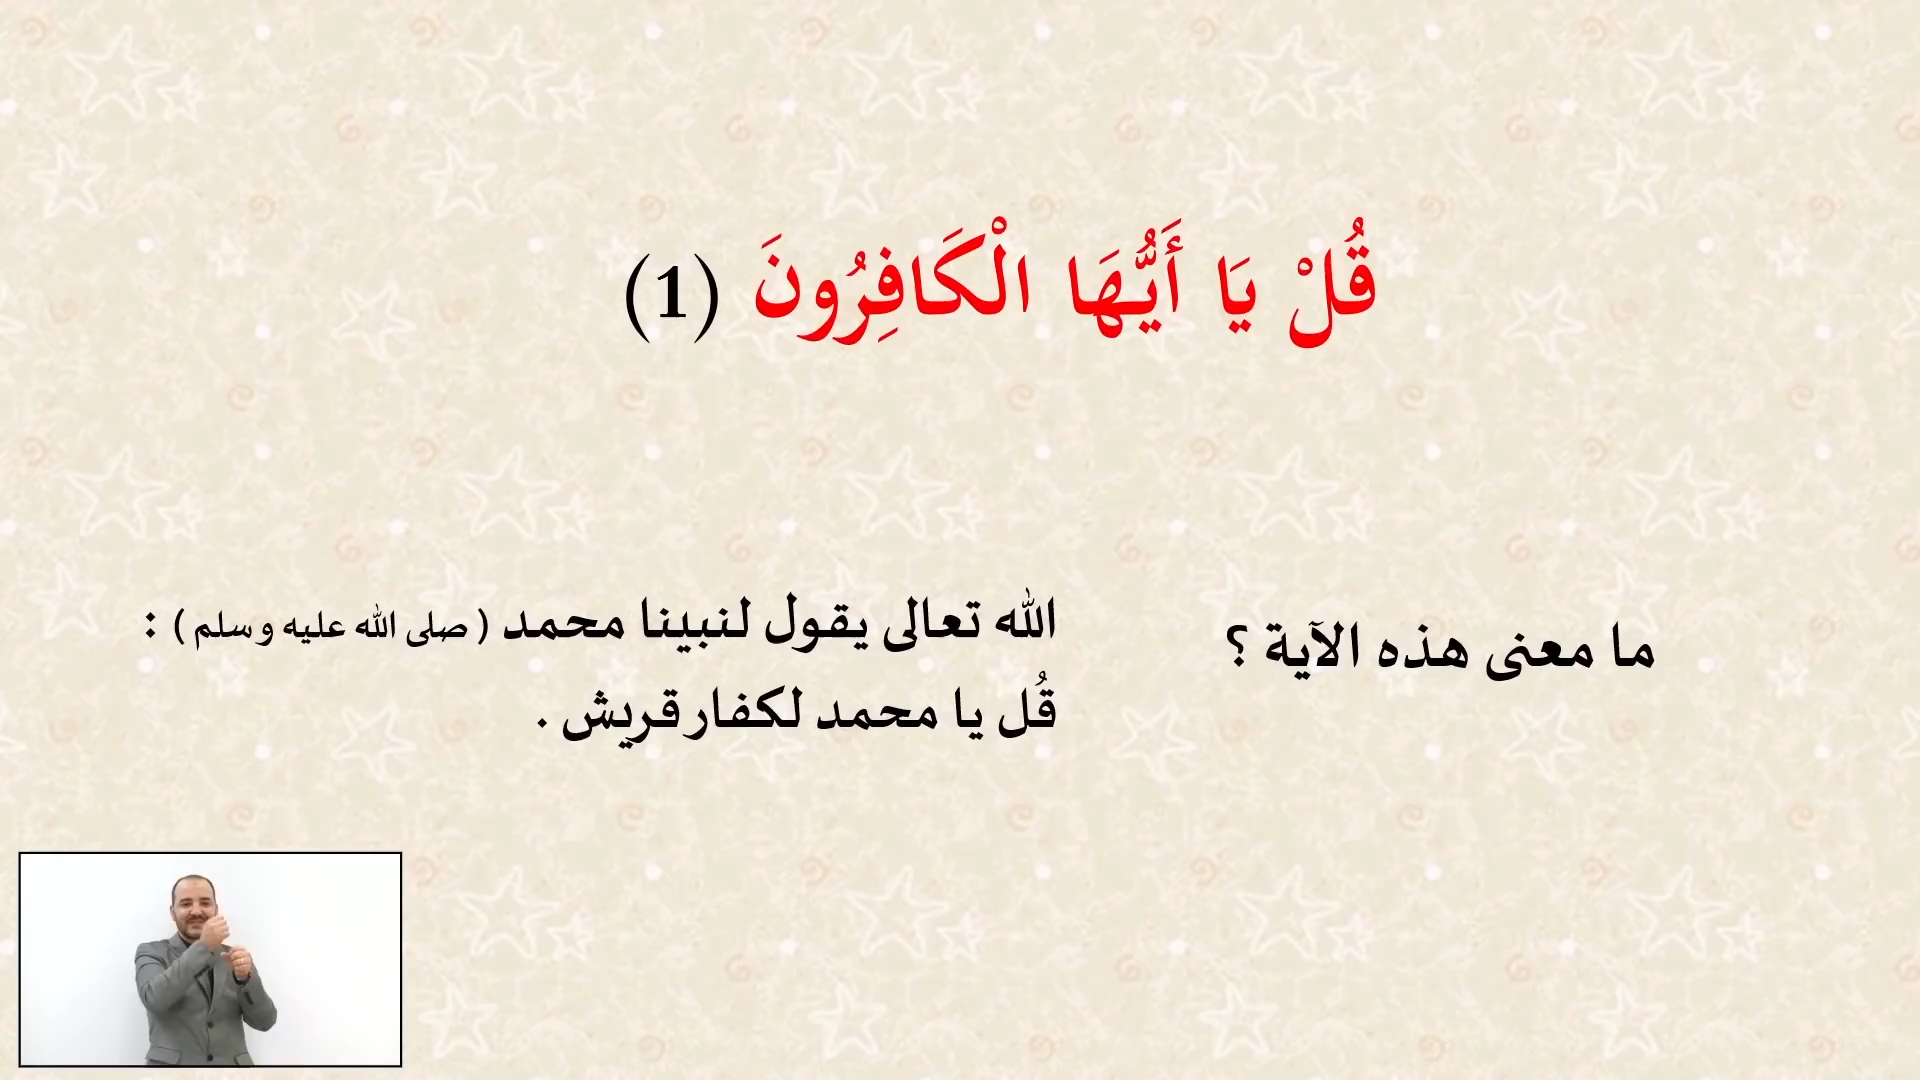 قُلْ يَا أَيُّهَا الْكَافِرُونَ (1)
ما معنى هذه الآية ؟
الله تعالى يقول لنبينا محمد ( صلى الله عليه و سلم ) :
قُل يا محمد لكفار قريش .